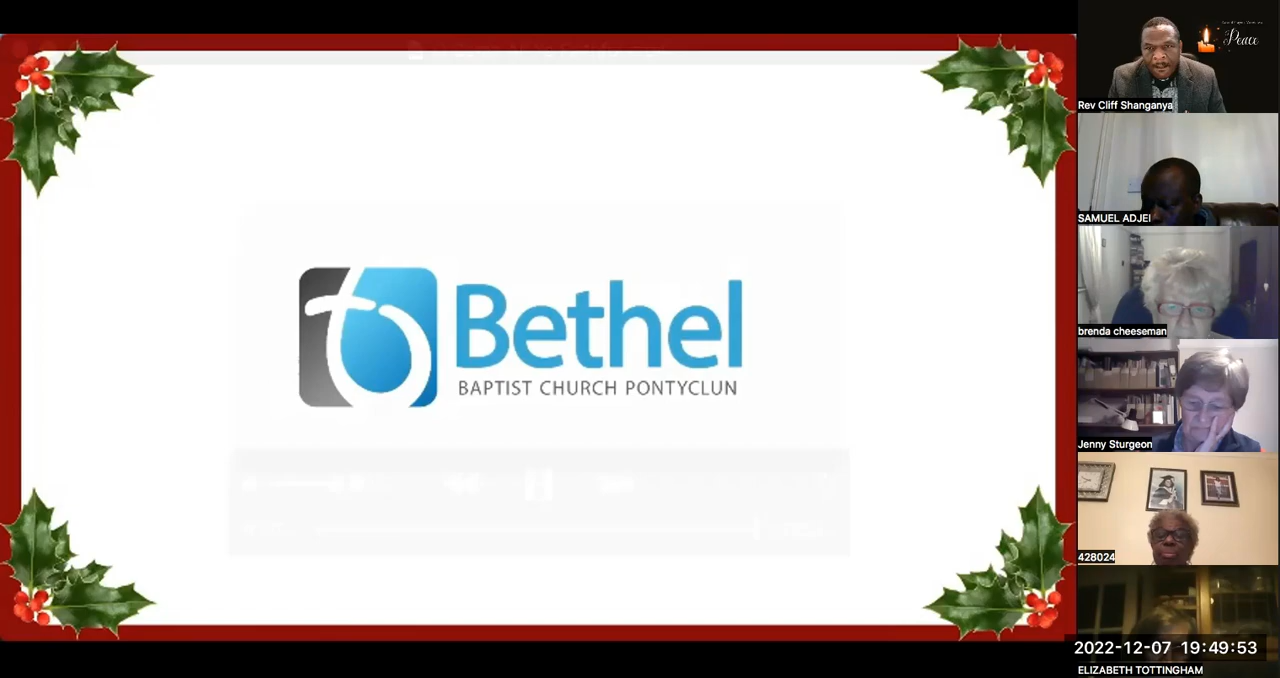 Bethel
BAPTIST CHURCH PONTYCLUN
Peace
Rev Cliff Shanganya
SAMUEL ADJEI
brenda cheeseman
Jenny Sturgeon
428024
2022-12-07 19:49:53
ELIZABETH TOTTINGHAM